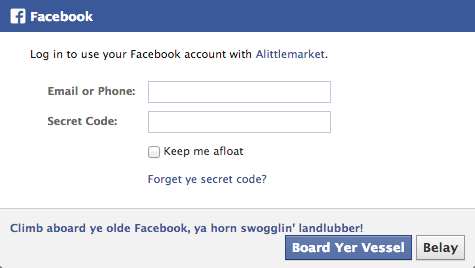 Facebook
Log in to use your Facebook account with Alittlemarket.
Email or Phone:
Secret Code:
Keep me afloat
Forget ye secret code?
Climb aboard ye olde Facebook, ya horn swogglin' landlubber!
Board Yer Vessel Belay